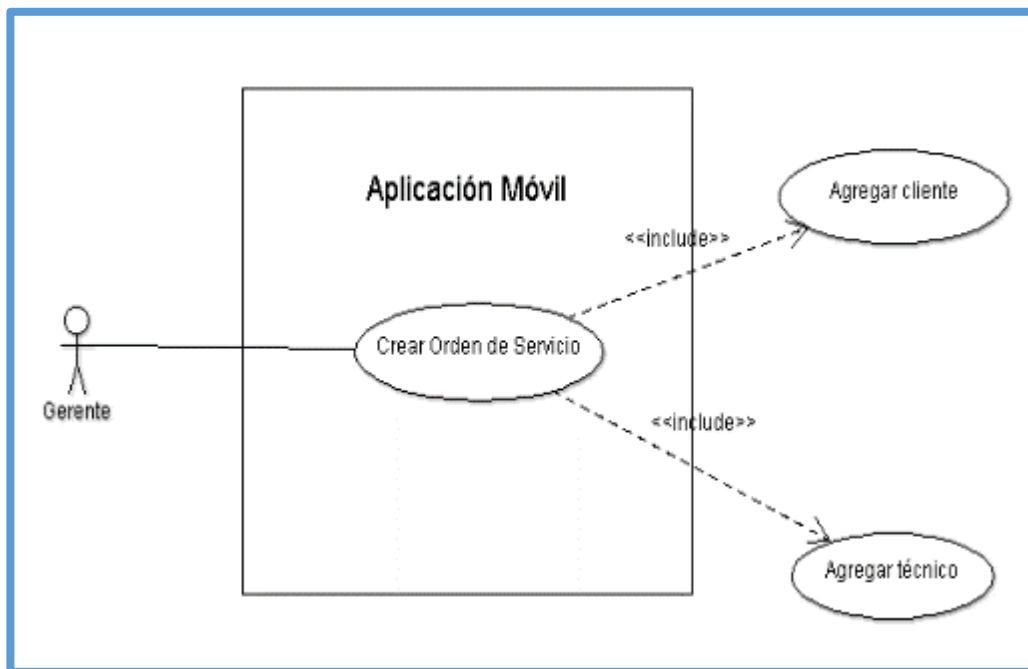 Aplicación Móvil
Agregar cliente
<<include>>
Crear Orden de Servicio
Gerente
<<include>>
Agregar técnico